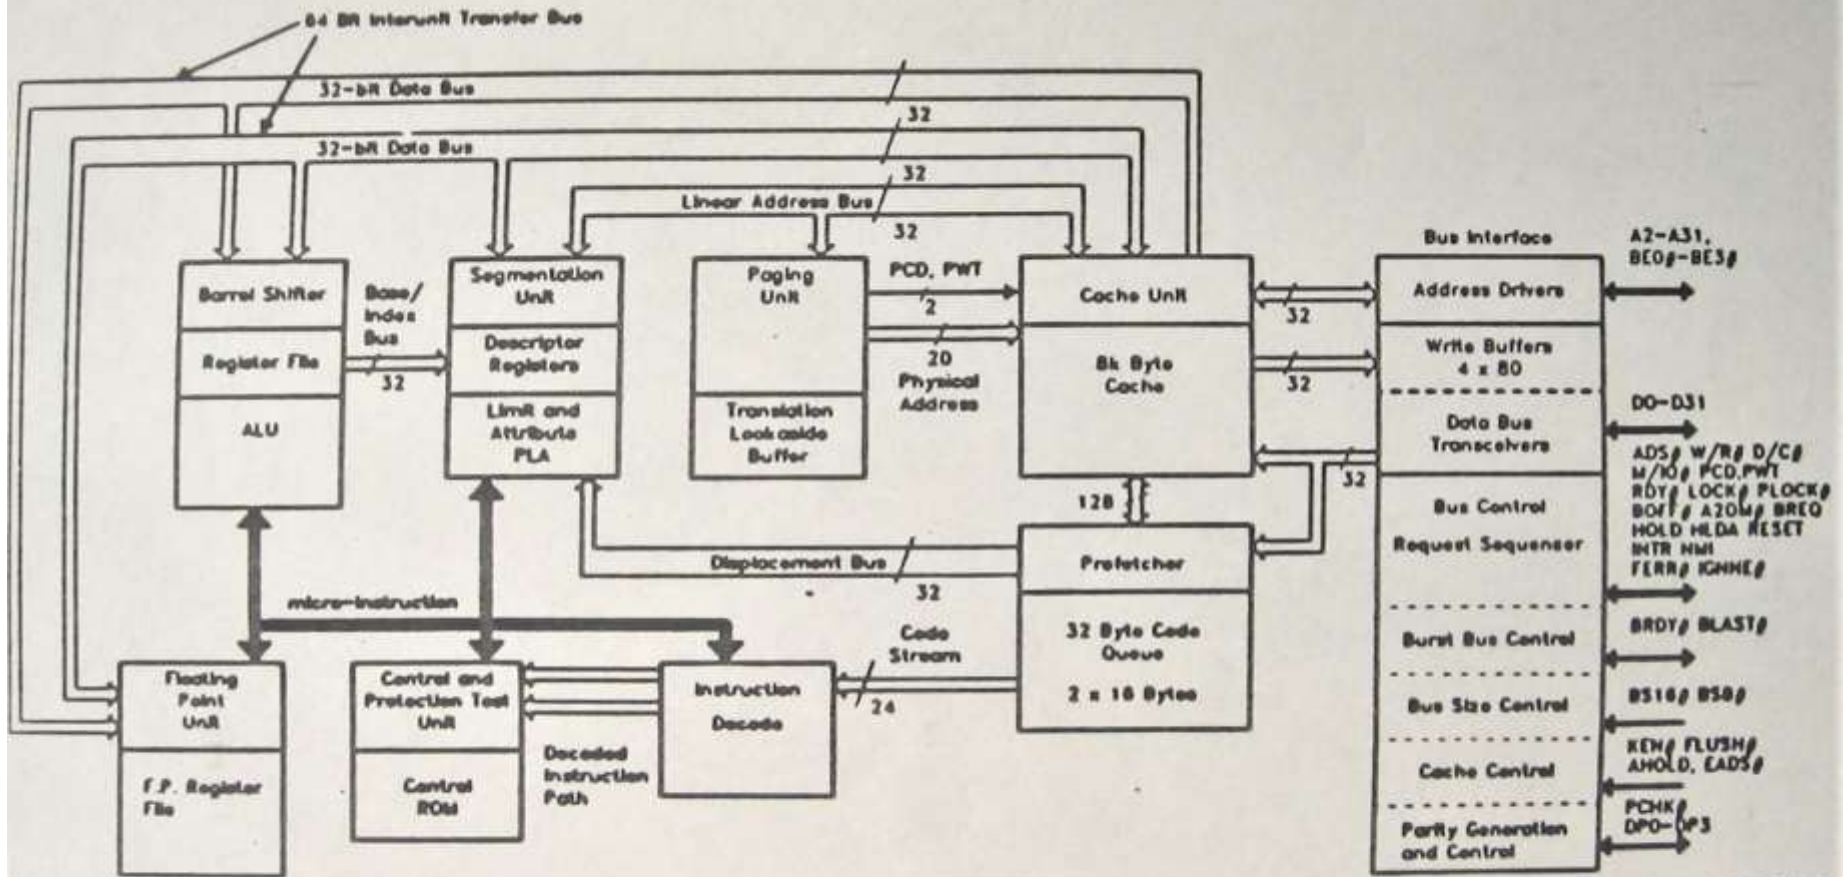 64 Bit Interunit Transfer Bus
32-bit Data Bus
32
32-bit Data Bus
32
Linear Address Bus
32
Bus Interface
A2-A31,
BE0#-BE3#
Barrel Shifter
Register File
ALU
Base/
Index
Bus
32
Segmentation
Unit
Descriptor
Registers
Limit and
Attribute
PLA
Paging
Unit
Translation
Lookaside
Buffer
PCD, PWT
2
20
Physical
Address
Cache Unit
8k Byte
Cache
32
32
32
128
Address Drivers
Write Buffers
4 x 80
Data Bus
Transceivers
D0-D31
Bus Control
Request Sequencer
ADS# W/R# D/C#
M/IO# PCD,PWT
RDY# LOCK# PLOCK#
BOFF# A20M# BREQ
HOLD HLDA RESET
INTR NMI
FERR# IGNNE#
Burst Bus Control
BRDY# BLAST#
Bus Size Control
BS16# BS8#
Cache Control
KEN# FLUSH#
AHOLD, EADS#
Parity Generation
and Control
PCHK#
DP0-DP3
Displacement Bus
32
Prefetcher
32 Byte Code
Queue
2 x 16 Bytes
micro-instruction
Code
Stream
24
Floating
Point
Unit
F.P. Register
File
Control and
Protection Test
Unit
Control
ROM
Decoded
Instruction
Path
Instruction
Decode